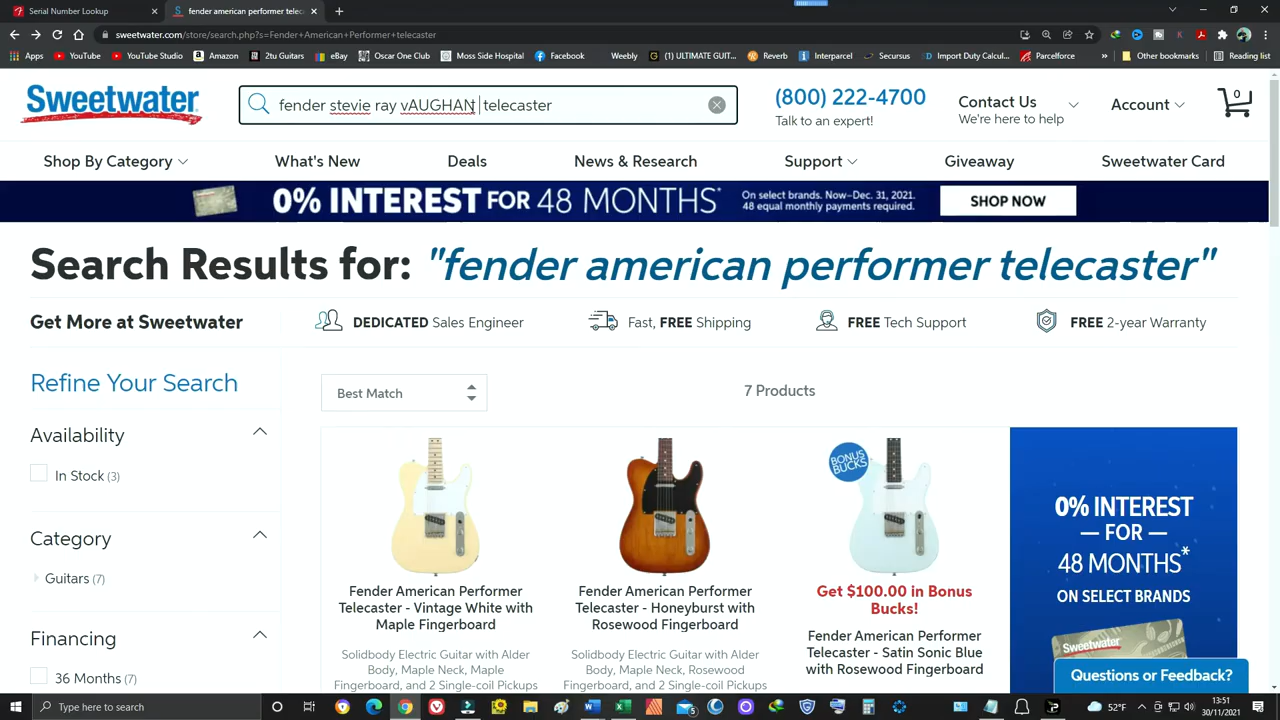 Serial Number Lookup
fender american performer telec
sweetwater.com/store/search.php?s=Fender+American+Performer+telecaster
Apps YouTube YouTube Studio Amazon 2tu Guitars eBay Oscar One Club Moss Side Hospital Facebook Weebly (1) ULTIMATE GUIT... Reverb Interparcel Securus Import Duty Calcul... Parcelforce » Other bookmarks Reading list
Sweetwater
fender stevie ray vAUGHAN telecaster
(800) 222-4700
Talk to an expert!
Contact Us
We're here to help
Account
0
Shop By Category What's New Deals News & Research Support Giveaway Sweetwater Card
0% INTEREST FOR 48 MONTHS*
On select brands. Now–Dec. 31, 2021.
48 equal monthly payments required.
SHOP NOW
Search Results for: "fender american performer telecaster"
Get More at Sweetwater
DEDICATED Sales Engineer
Fast, FREE Shipping
FREE Tech Support
FREE 2-year Warranty
Refine Your Search
Availability
In Stock (3)
Category
Guitars (7)
Financing
36 Months (7)
Best Match
7 Products
Fender American Performer
Telecaster - Vintage White with
Maple Fingerboard
Solidbody Electric Guitar with Alder
Body, Maple Neck, Maple
Fingerboard, and 2 Single-coil Pickups
Fender American Performer
Telecaster - Honeyburst with
Rosewood Fingerboard
Solidbody Electric Guitar with Alder
Body, Maple Neck, Rosewood
Fingerboard, and 2 Single-coil Pickups
BONUS
BUCKS
Get $100.00 in Bonus
Bucks!
Fender American Performer
Telecaster - Satin Sonic Blue
with Rosewood Fingerboard
0% INTEREST
— FOR —
48 MONTHS*
ON SELECT BRANDS
Sweetwater
Questions or Feedback?
Type here to search
52°F
13:51
30/11/2021